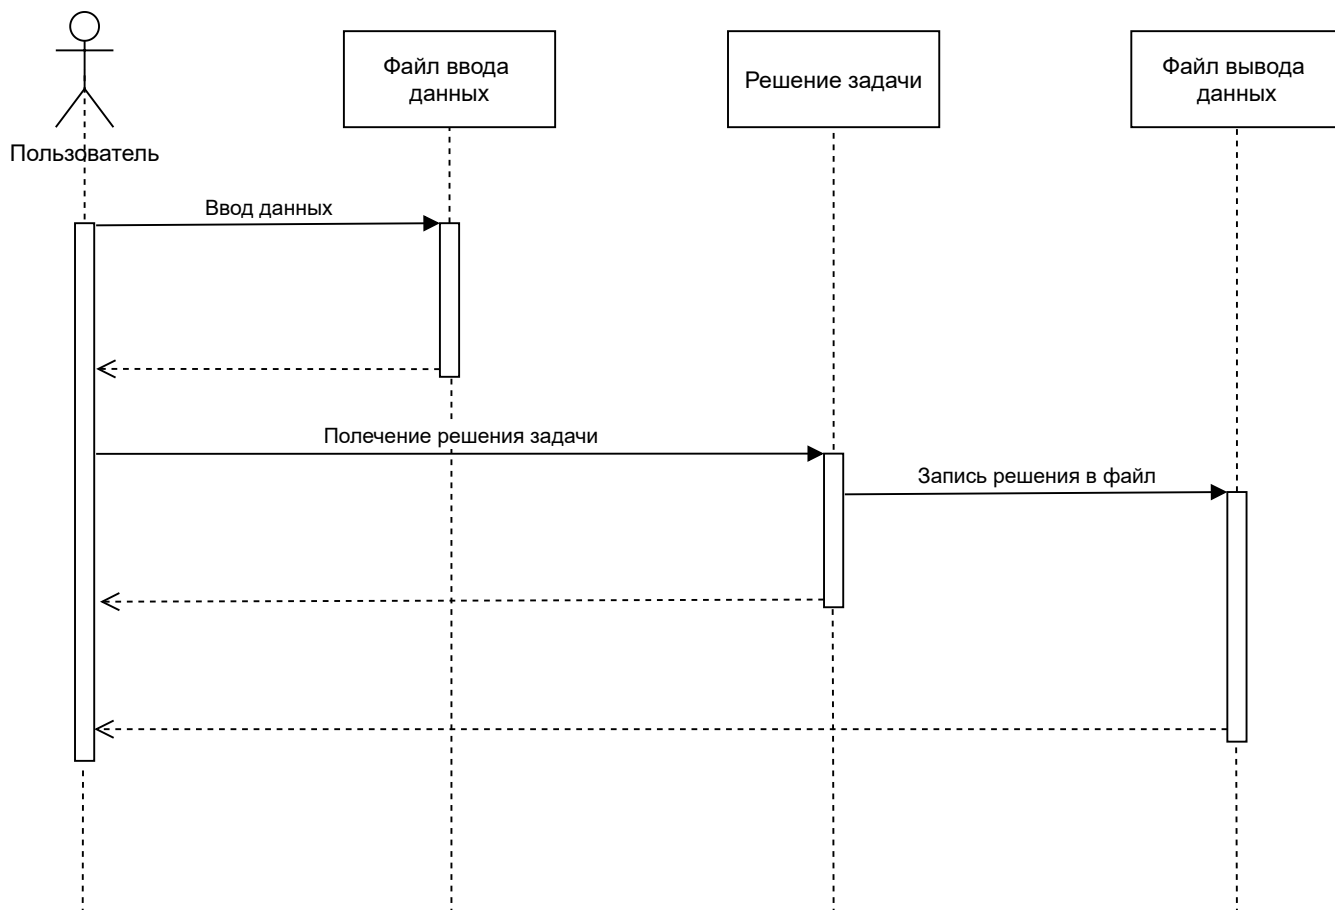 Файл ввода
данных
Решение задачи
Файл вывода
данных
Пользователь
Ввод данных
Полечение решения задачи
Запись решения в файл